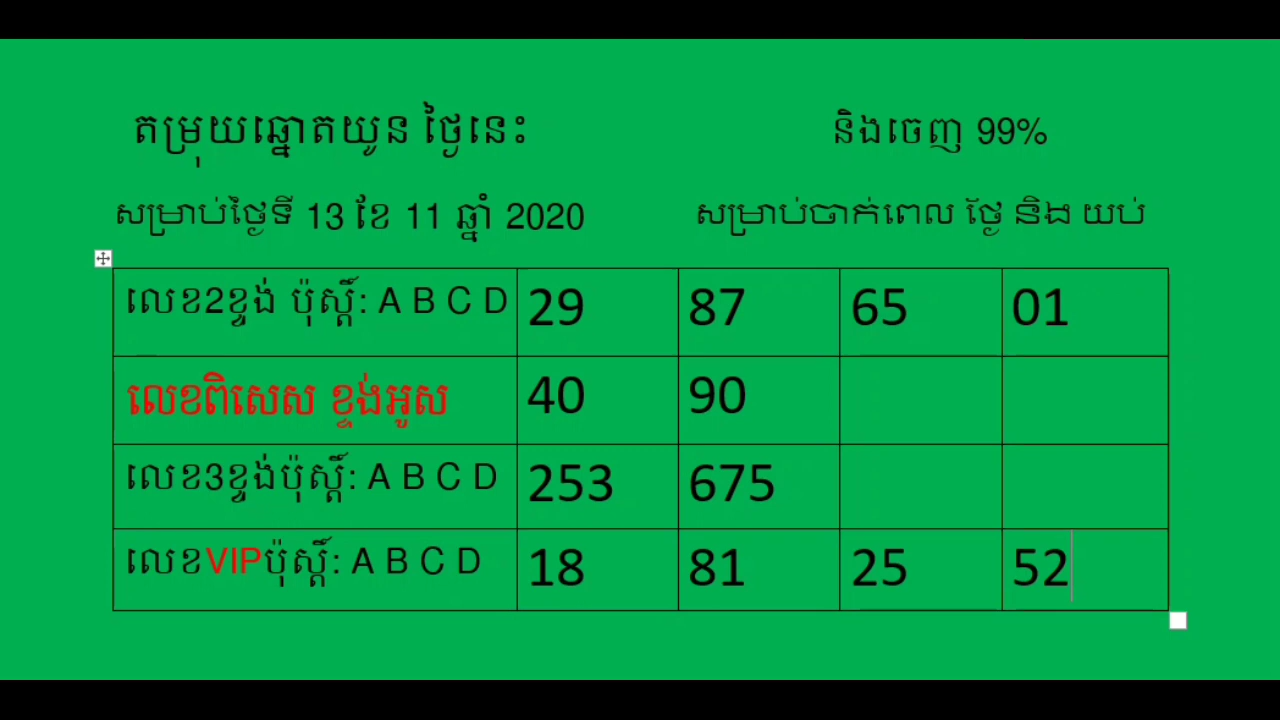 តម្រុយឆ្នោតយួន ថ្ងៃនេះ
និងចេញ 99%
សម្រាប់ថ្ងៃទី 13 ខែ 11 ឆ្នាំ 2020
សម្រាប់ចាក់ពេល ថ្ងៃ និង យប់
លេខ2ខ្ទង់ ប៉ុស្តិ៍: A B C D 29 87 65 01
លេខពិសេស ខ្ទង់អូស 40 90
លេខ3ខ្ទង់ប៉ុស្តិ៍: A B C D 253 675
លេខVIPប៉ុស្តិ៍: A B C D 18 81 25 52